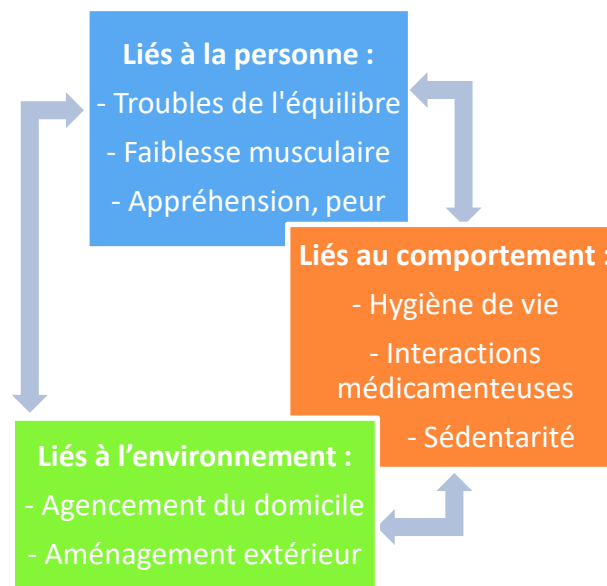 Liés à la personne :
- Troubles de l'équilibre
- Faiblesse musculaire
- Appréhension, peur
Liés au comportement :
- Hygiène de vie
- Interactions
médicamenteuses
- Sédentarité
Liés à l’environnement :
- Agencement du domicile
- Aménagement extérieur